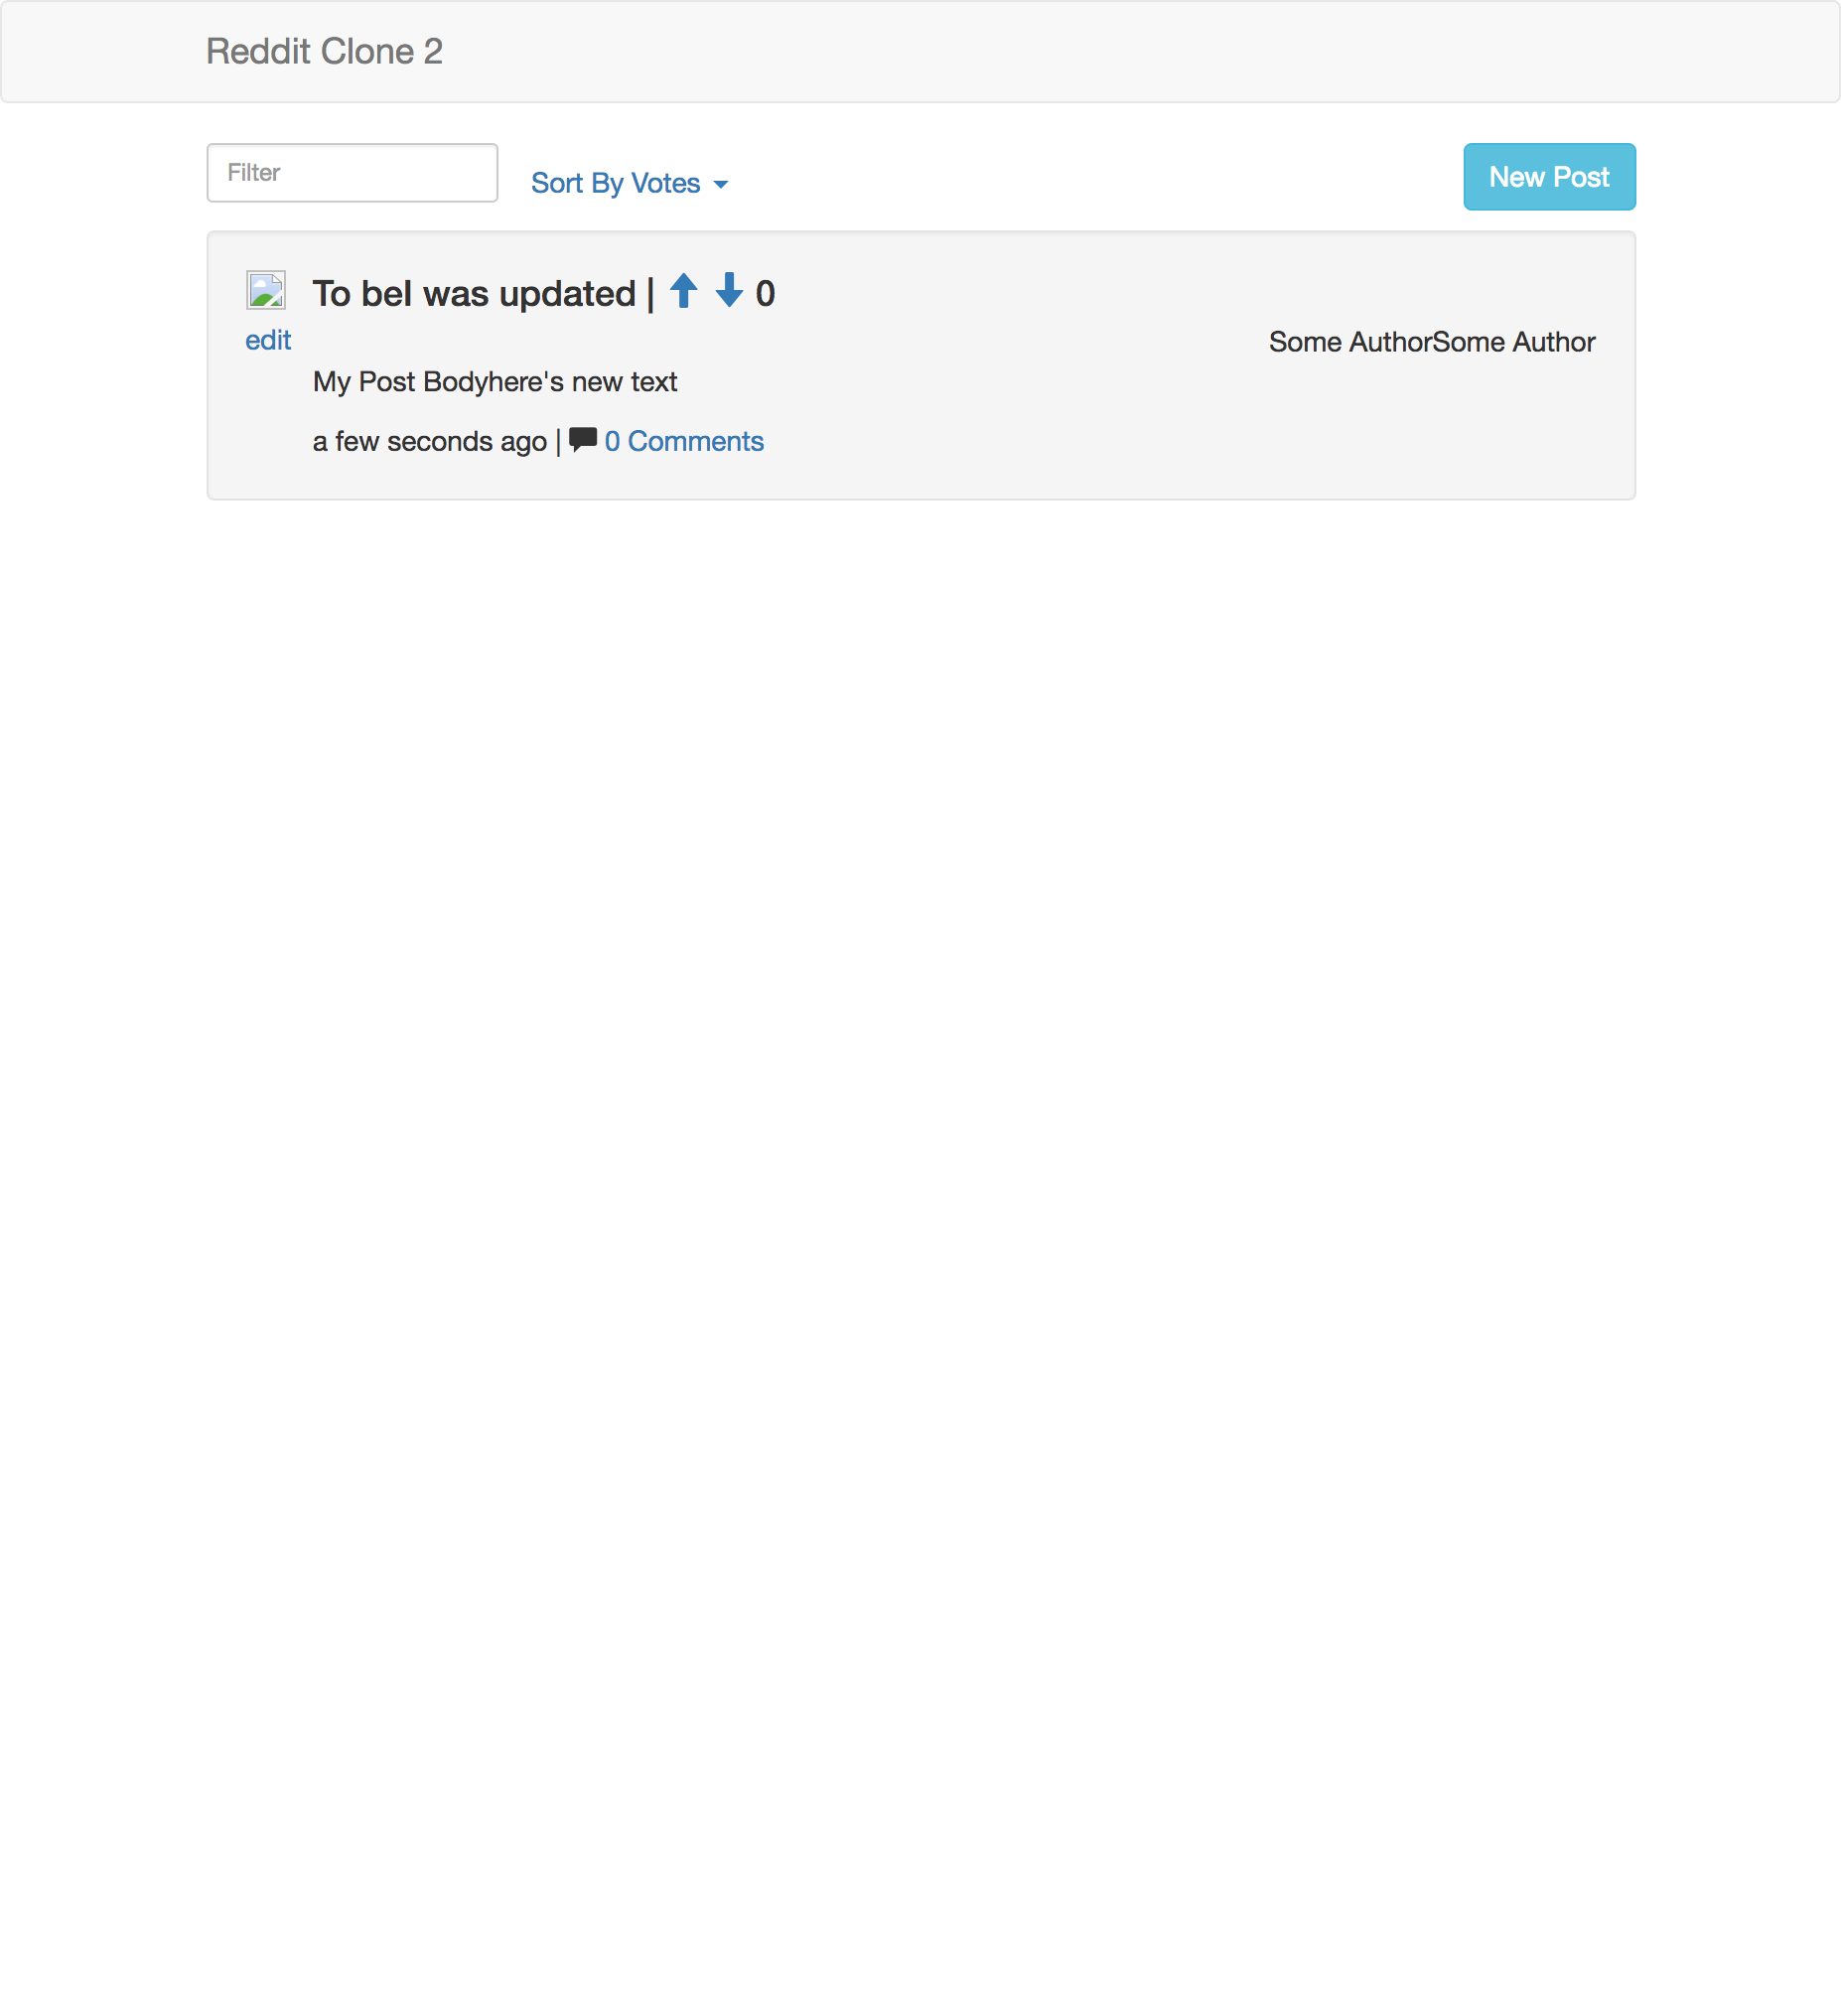 Reddit Clone 2
Filter
Sort By Votes
New Post
To bel was updated | 0
edit
Some AuthorSome Author
My Post Bodyhere's new text
a few seconds ago | 0 Comments